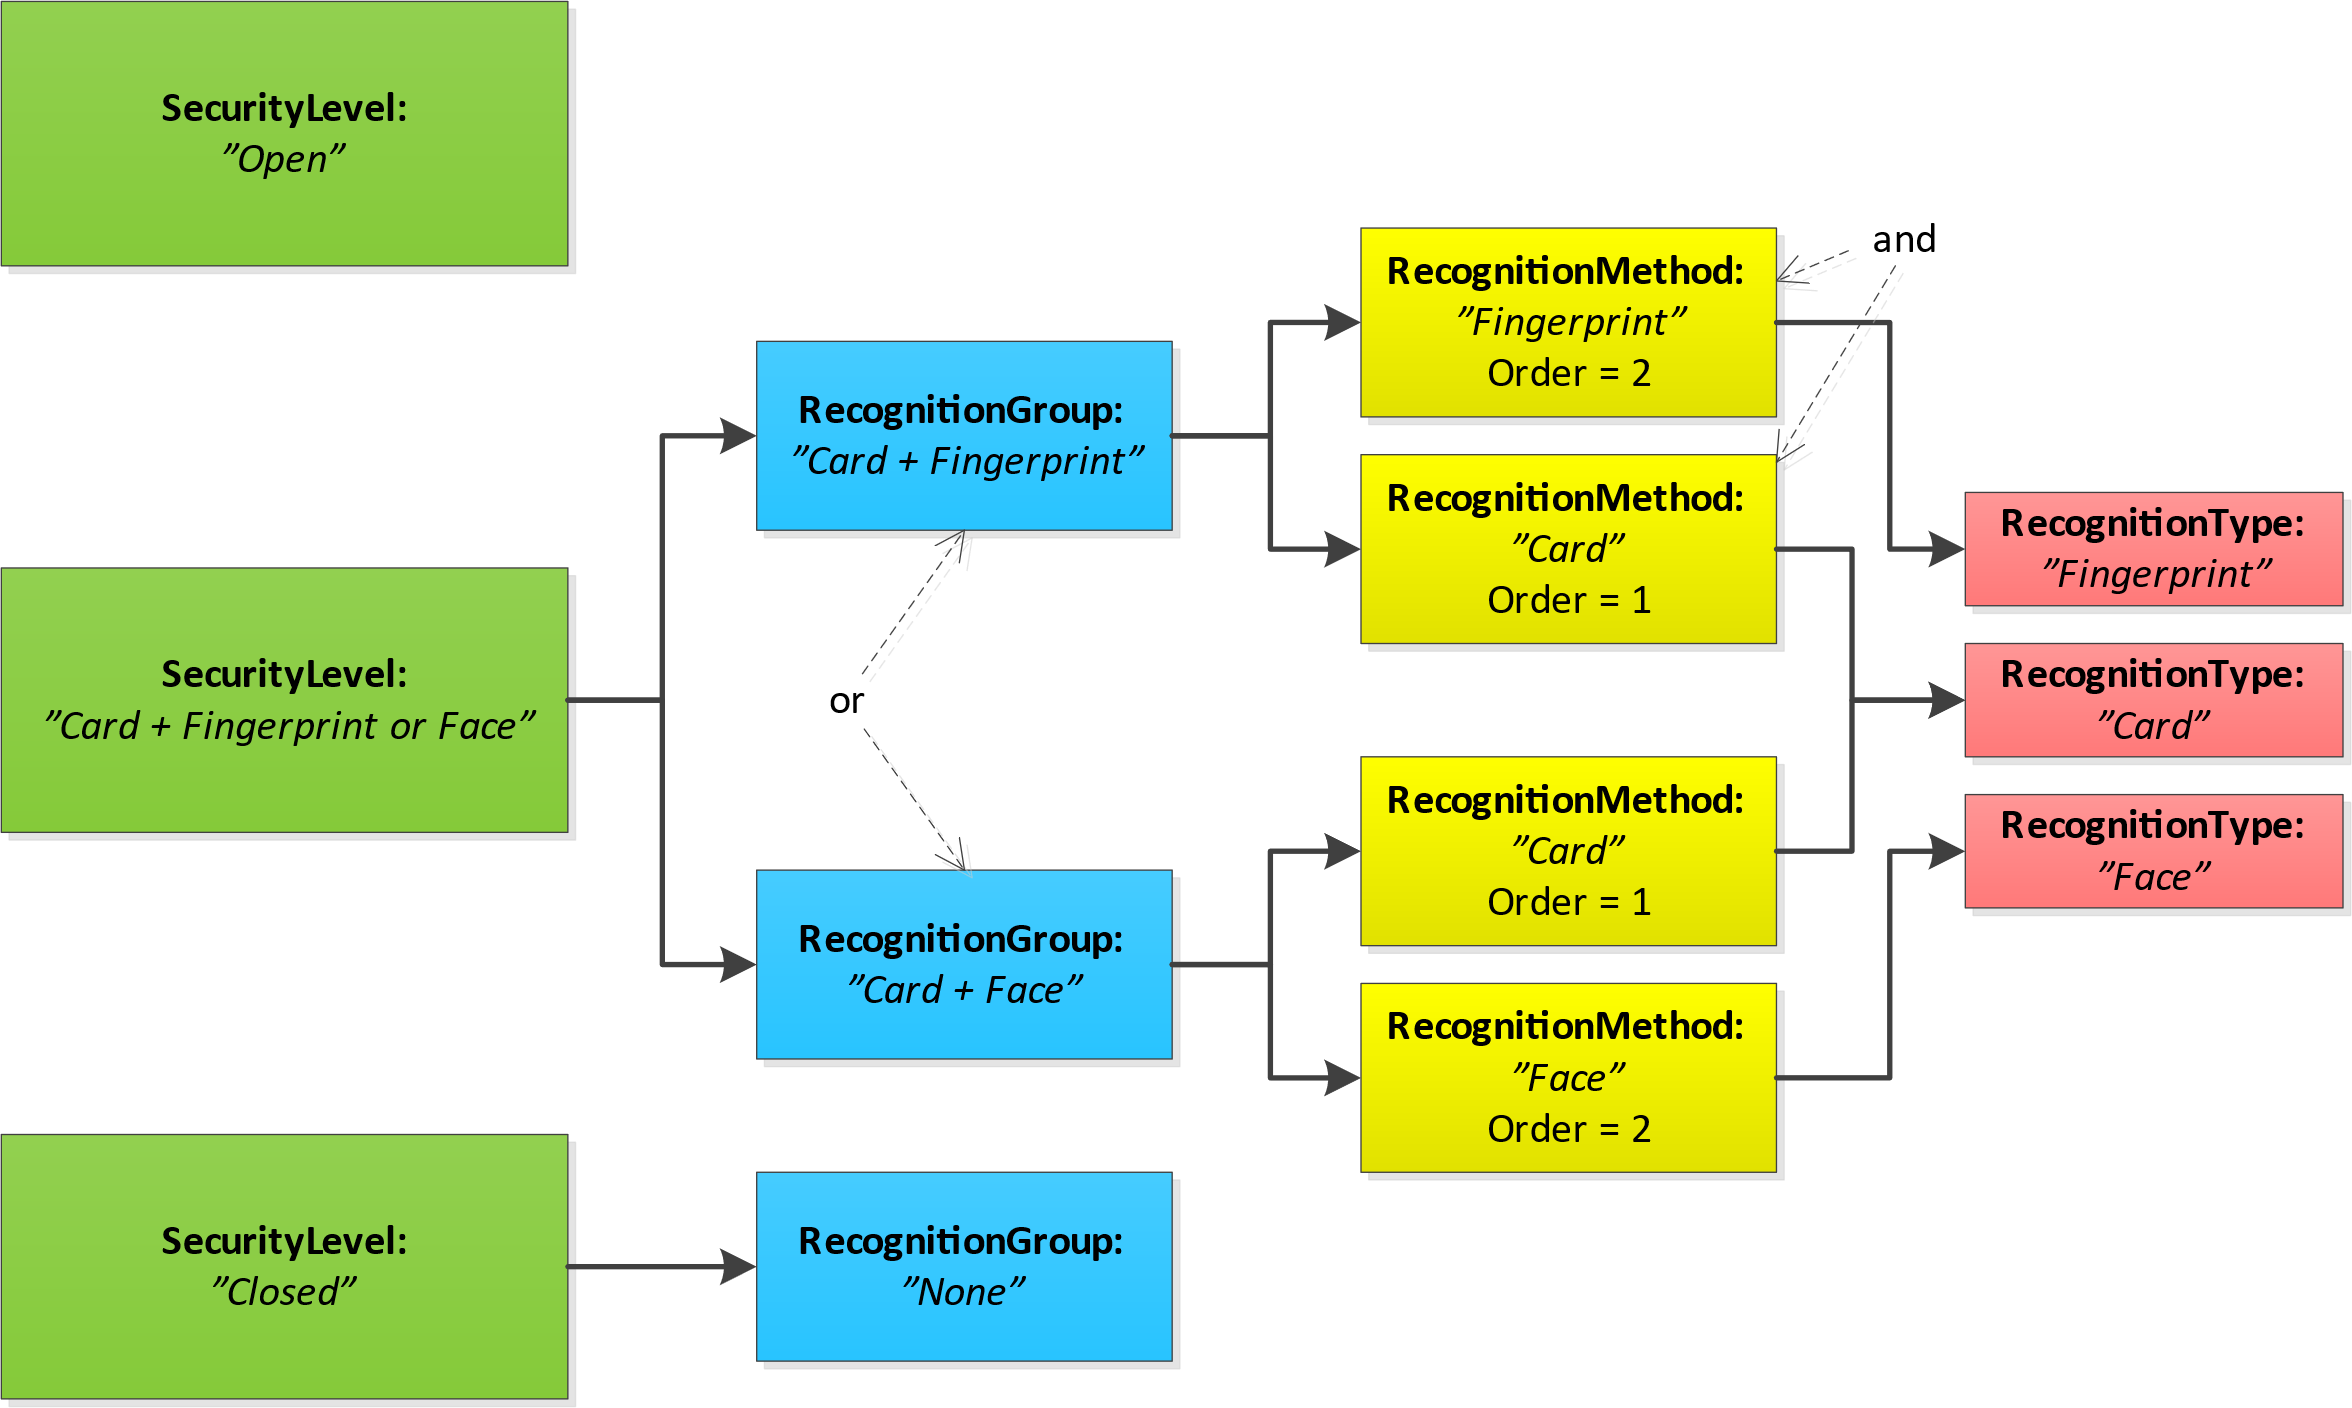 SecurityLevel:
”Open”
SecurityLevel:
”Card + Fingerprint or Face”
SecurityLevel:
”Closed”
RecognitionGroup:
”Card + Fingerprint”
or
RecognitionGroup:
”Card + Face”
RecognitionGroup:
”None”
RecognitionMethod:
”Fingerprint”
Order = 2
and
RecognitionMethod:
”Card”
Order = 1
RecognitionMethod:
”Card”
Order = 1
RecognitionMethod:
”Face”
Order = 2
RecognitionType:
”Fingerprint”
RecognitionType:
”Card”
RecognitionType:
”Face”